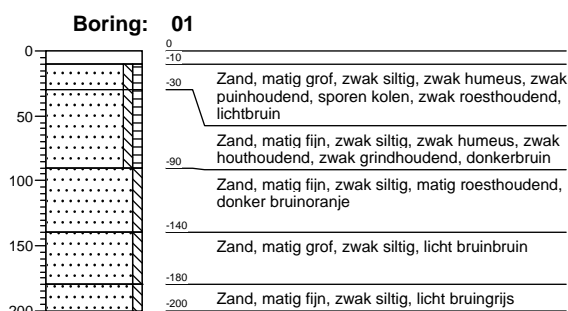 Boring: 01
0
50
100
150
200
0
-10
-30
-90
-140
-180
-200
Zand, matig grof, zwak siltig, zwak humeus, zwak
puinhoudend, sporen kolen, zwak roesthoudend,
lichtbruin
Zand, matig fijn, zwak siltig, zwak humeus, zwak
houthoudend, zwak grindhoudend, donkerbruin
Zand, matig fijn, zwak siltig, matig roesthoudend,
donker bruinoranje
Zand, matig grof, zwak siltig, licht bruinbruin
Zand, matig fijn, zwak siltig, licht bruingrijs